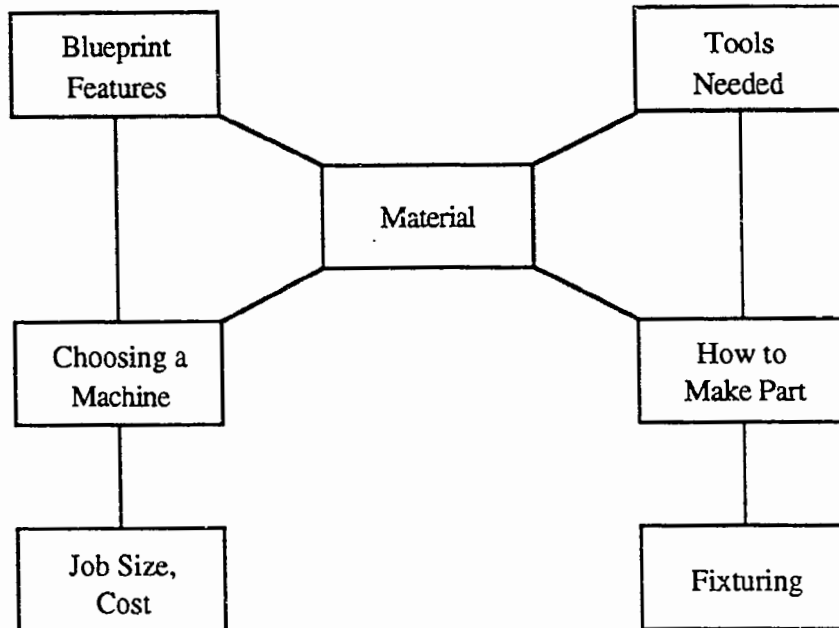 Blueprint
Features
Tools
Needed
Material
Choosing a
Machine
How to
Make Part
Job Size,
Cost
Fixturing